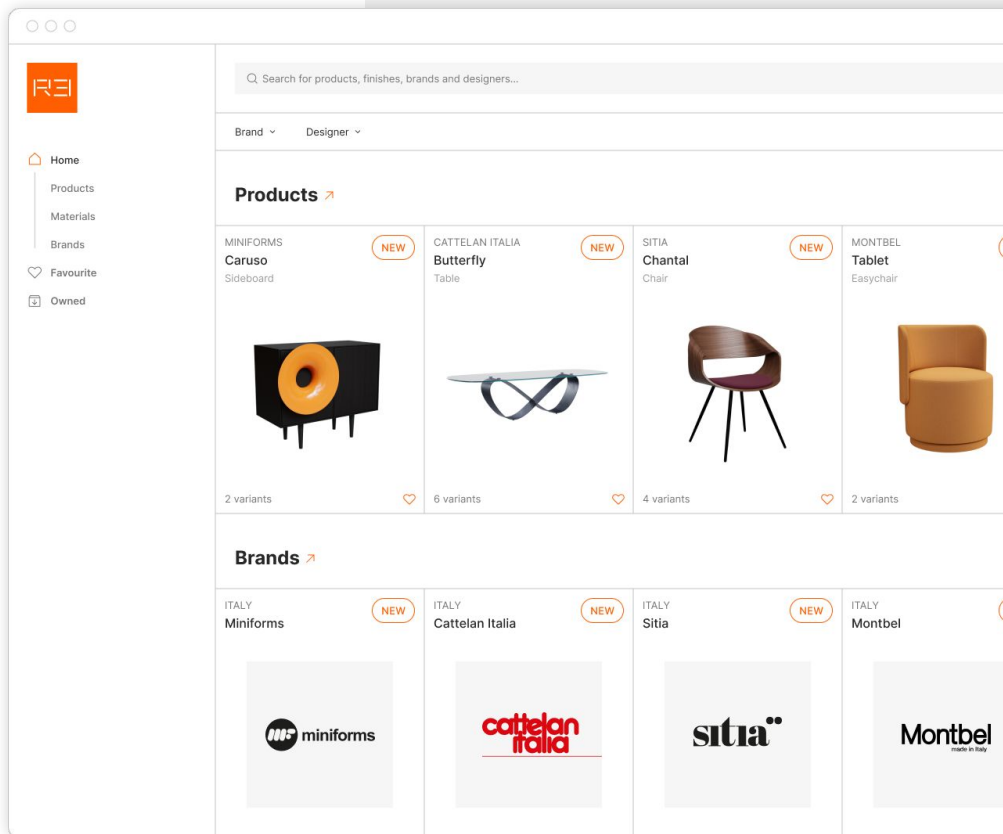 Search for products, finishes, brands and designers...
Brand
Designer
Home
Products
Materials
Brands
Favourite
Owned
Products
MINIFORMS
NEW
Caruso
Sideboard
2 variants
CATTELAN ITALIA
NEW
Butterfly
Table
6 variants
SITIA
NEW
Chantal
Chair
4 variants
MONTBEL
Tablet
Easychair
2 variants
Brands
ITALY
NEW
Miniforms
miniforms
ITALY
NEW
Cattelan Italia
cattelan
italia
ITALY
NEW
Sitia
sitia
ITALY
Montbel
Montbel
made in Italy